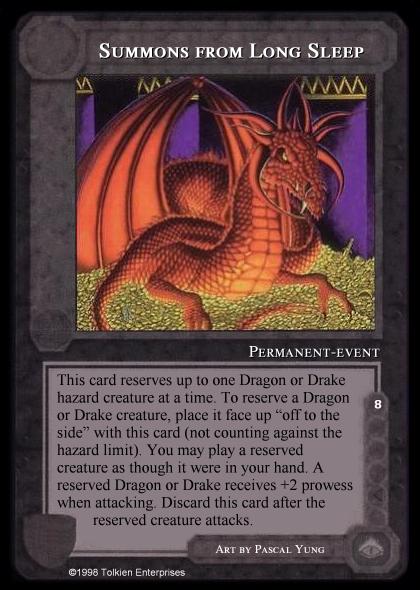 Summons from Long Sleep
Permanent-event
This card reserves up to one Dragon or Drake
hazard creature at a time. To reserve a Dragon
or Drake creature, place it face up “off to the
side” with this card (not counting against the
hazard limit). You may play a reserved
creature as though it were in your hand. A
reserved Dragon or Drake receives +2 prowess
when attacking. Discard this card after the
reserved creature attacks.
8
Art by Pascal Yung
©1998 Tolkien Enterprises